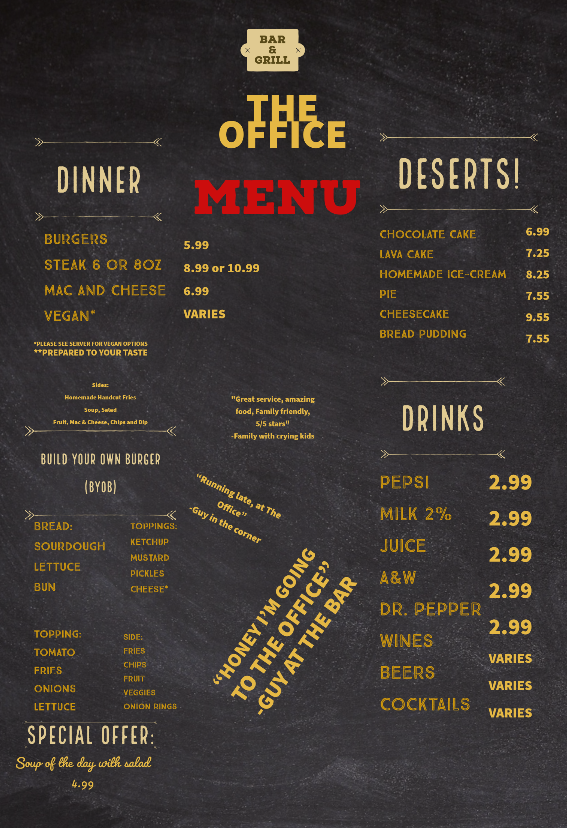 BAR
&
GRILL
THE
OFFICE
MENU
DINNER
BURGERS 5.99
STEAK 6 OR 8OZ 8.99 or 10.99
MAC AND CHEESE 6.99
VEGAN* VARIES
*PLEASE SEE SERVER FOR VEGAN OPTIONS
**PREPARED TO YOUR TASTE
Sides:
Homemade Handcut Fries
Soup, Salad
Fruit, Mac & Cheese, Chips and Dip
BUILD YOUR OWN BURGER
(BYOB)
BREAD:
SOURDOUGH
LETTUCE
BUN
TOPPINGS:
KETCHUP
MUSTARD
PICKLES
CHEESE*
TOPPING:
TOMATO
FRIES
ONIONS
LETTUCE
SIDE:
FRIES
CHIPS
FRUIT
VEGGIES
ONION RINGS
SPECIAL OFFER:
Soup of the day with salad
4.99
"Great service, amazing
food, Family friendly,
5/5 stars"
-Family with crying kids
"Running late, at The
Office"
-Guy in the corner
"HONEY I'M GOING
TO THE OFFICE"
-GUY AT THE BAR
DESERTS!
CHOCOLATE CAKE 6.99
LAVA CAKE 7.25
HOMEMADE ICE-CREAM 8.25
PIE 7.55
CHEESECAKE 9.55
BREAD PUDDING 7.55
DRINKS
PEPSI 2.99
MILK 2% 2.99
JUICE 2.99
A&W 2.99
DR. PEPPER 2.99
WINES VARIES
BEERS VARIES
COCKTAILS VARIES